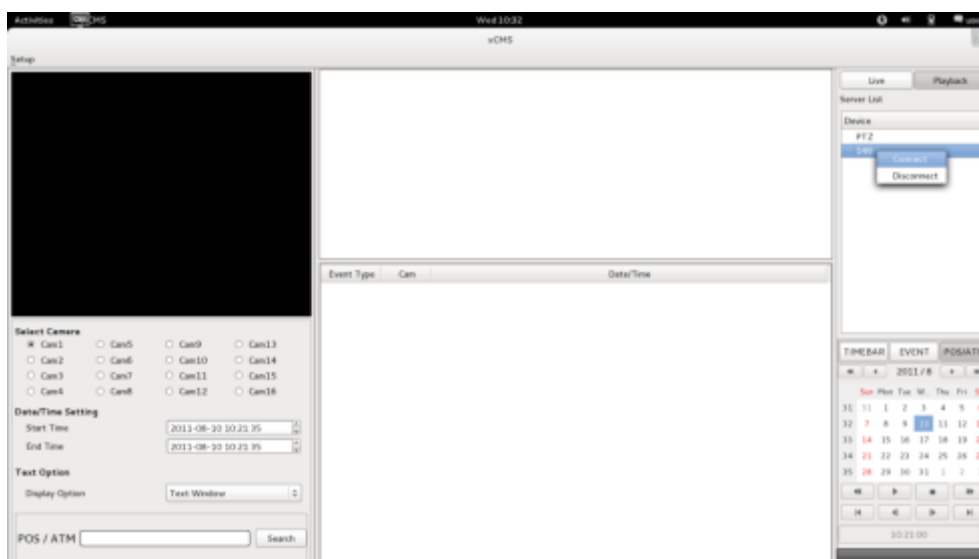 Activities CMS
Wed 10:32
xCMS
Setup
Live Playback
Server List
Device
PTZ
Connect
Disconnect
Event Type Cam Date/Time
Select Camera
Cam1 Cam5 Cam9 Cam13
Cam2 Cam6 Cam10 Cam14
Cam3 Cam7 Cam11 Cam15
Cam4 Cam8 Cam12 Cam16
Date/Time Setting
Start Time 2011-08-10 10:21:35
End Time 2011-08-10 10:21:35
Text Option
Display Option Text Window
POS / ATM Search
TIMEBAR EVENT POS/AT
2011 / 8
Sun Mon Tue W... Thu Fri S
31 31 1 2 3 4 5
32 7 8 9 10 11 12
33 14 15 16 17 18 19
34 21 22 23 24 25 26
35 28 29 30 31 1 2
10:21:00